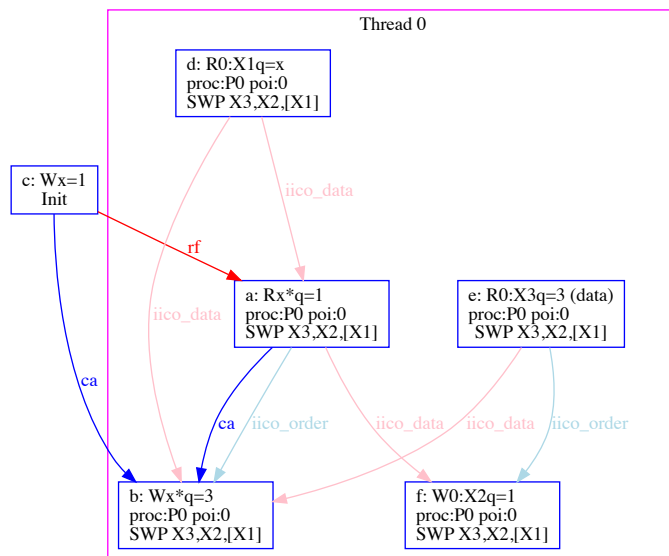 Thread 0
d: R0:X1q=x
proc:P0 poi:0
SWP X3,X2,[X1]
c: Wx=1
Init
iico_data
rf
a: Rx*q=1
proc:P0 poi:0
SWP X3,X2,[X1]
e: R0:X3q=3 (data)
proc:P0 poi:0
SWP X3,X2,[X1]
iico_data
ca
ca
iico_order
iico_data
iico_data
iico_order
b: Wx*q=3
proc:P0 poi:0
SWP X3,X2,[X1]
f: W0:X2q=1
proc:P0 poi:0
SWP X3,X2,[X1]